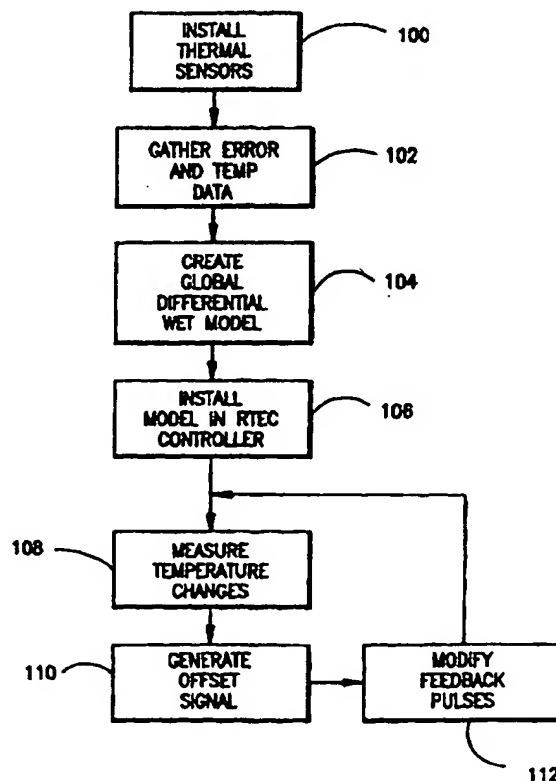 INSTALL
THERMAL
SENSORS
100
GATHER ERROR
AND TEMP
DATA
102
CREATE
GLOBAL
DIFFERENTIAL
WET MODEL
104
INSTALL
MODEL IN RTEC
CONTROLLER
106
MEASURE
TEMPERATURE
CHANGES
108
GENERATE
OFFSET
SIGNAL
110
MODIFY
FEEDBACK
PULSES
112